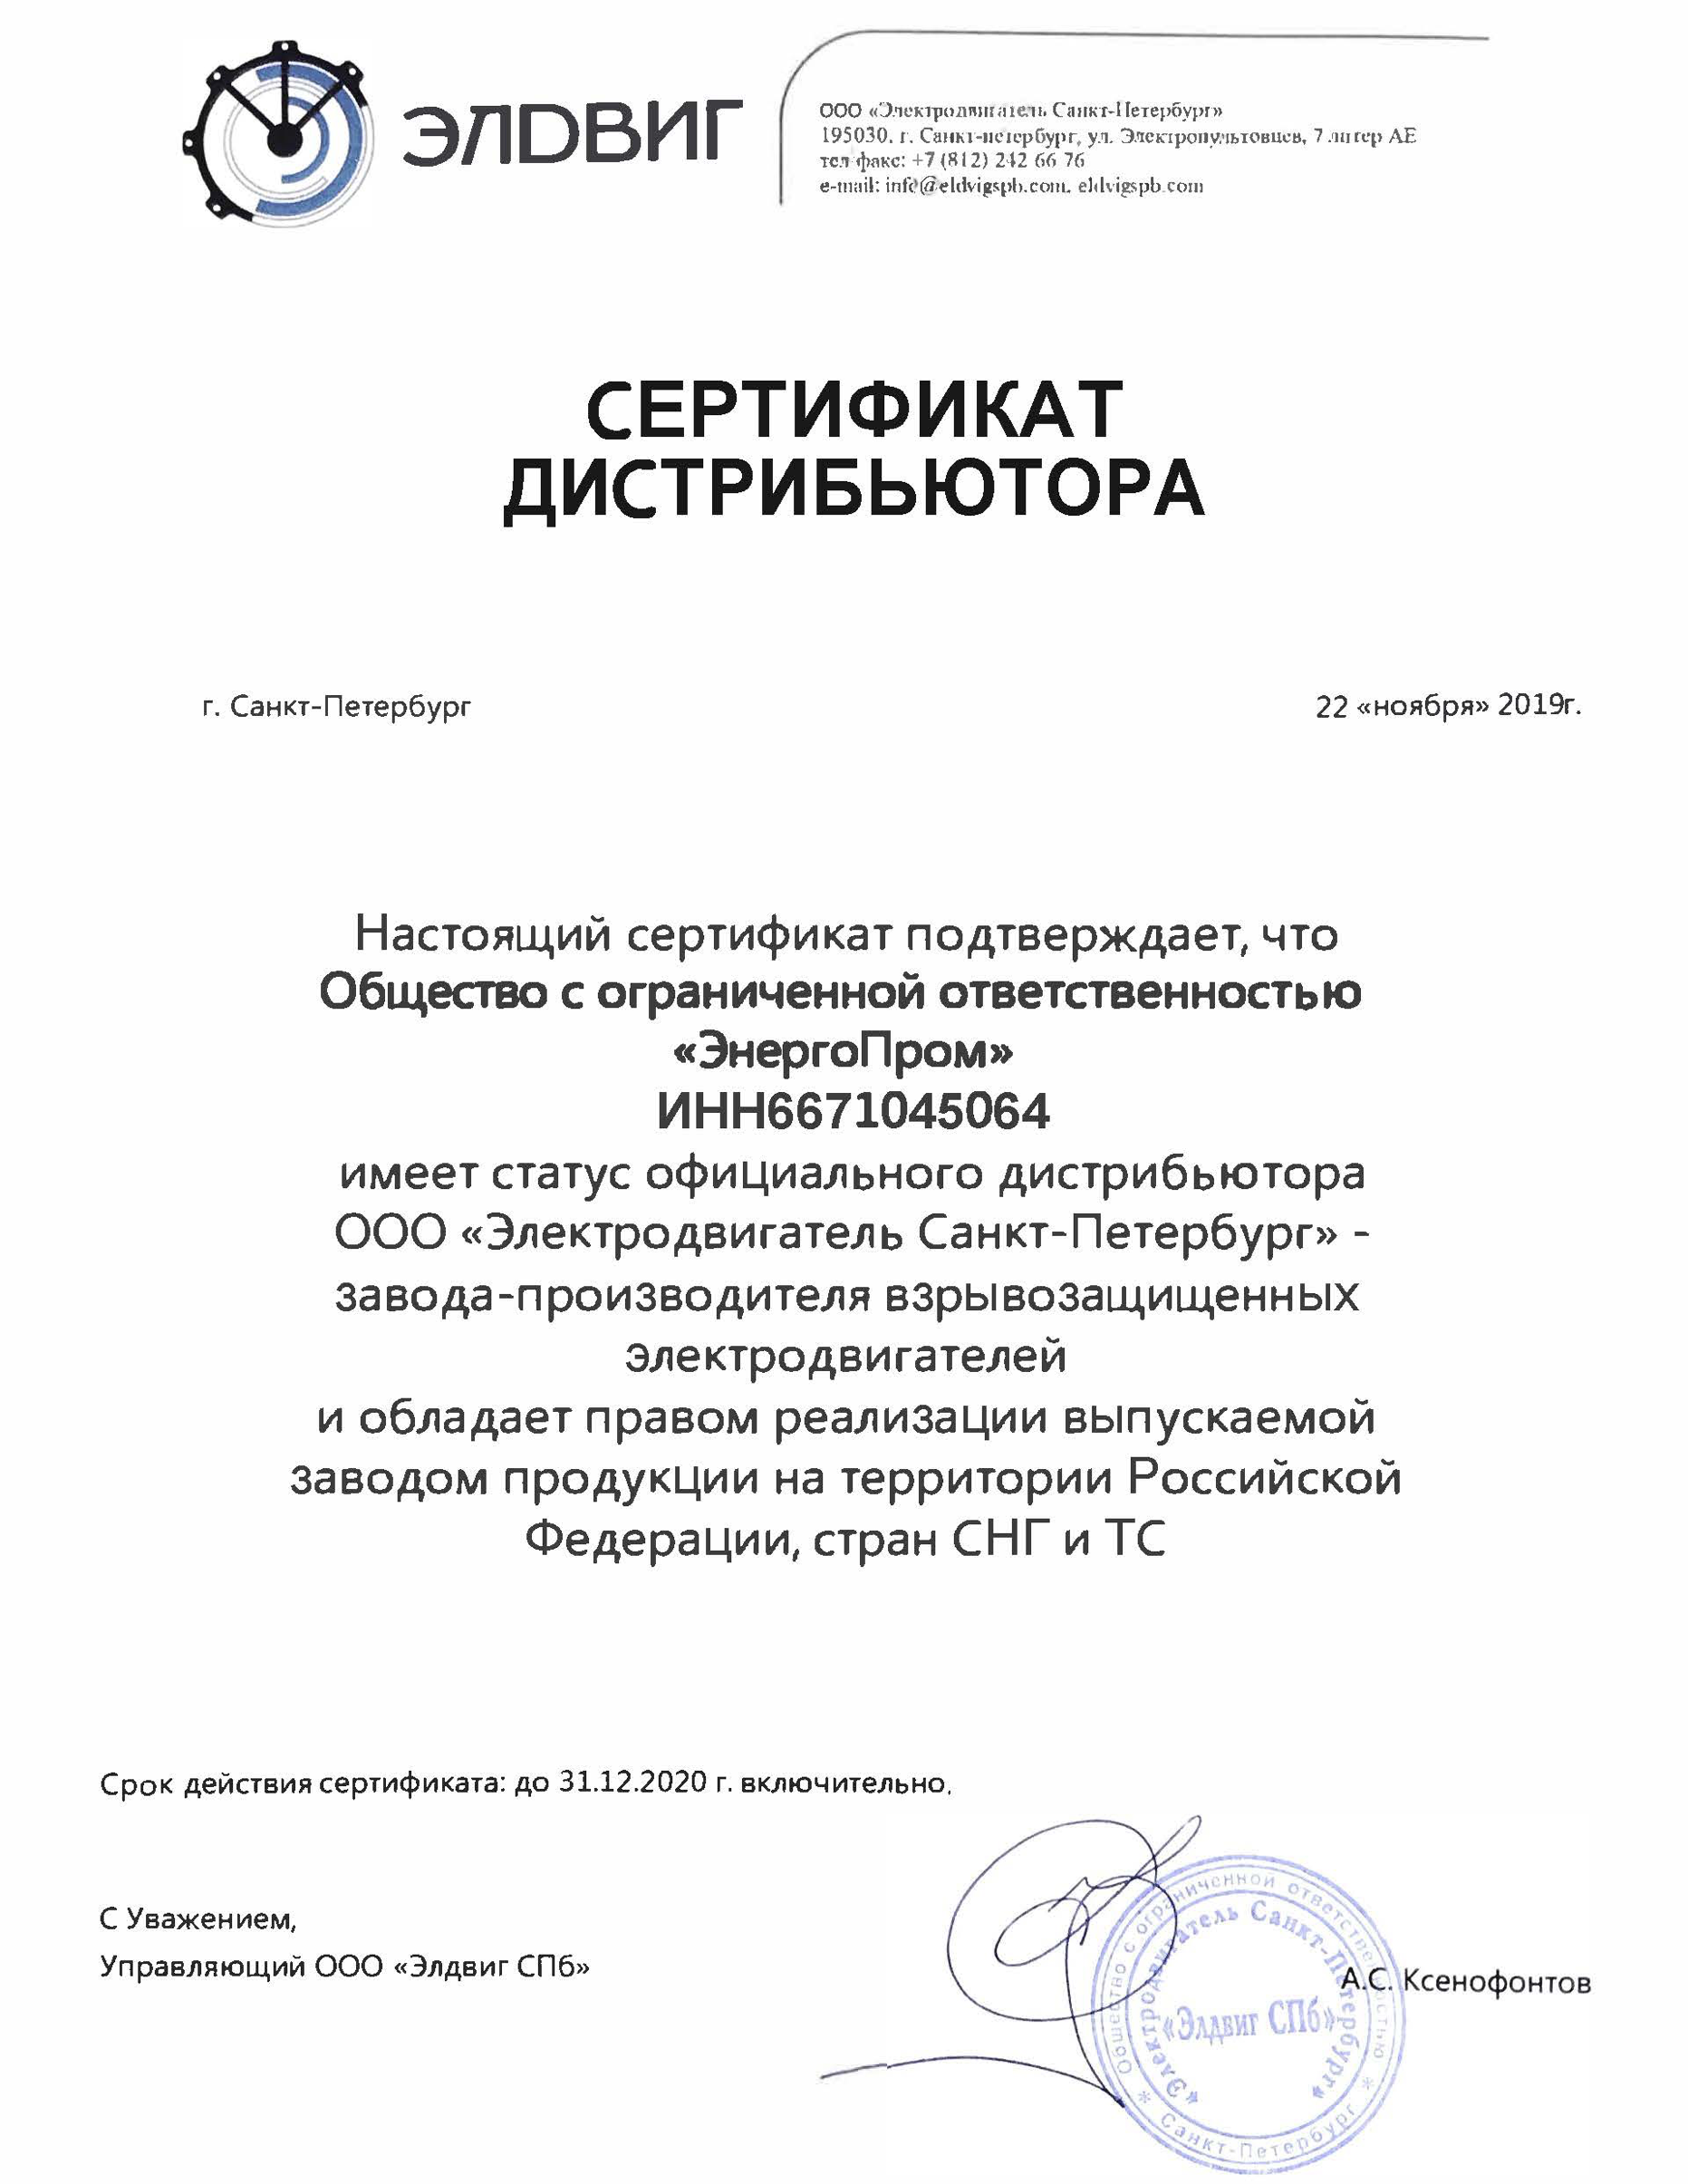 ЭЛDВИГ
ООО «Электродвигатель Санкт-Петербург»
195030, г. Санкт-петербург, ул. Электропультовцев, 7 литер АЕ
тел факс: +7 (812) 242 66 76
e-mail: info@eldvigspb.com, eldvigspb.com
СЕРТИФИКАТ
ДИСТРИБЬЮТОРА
г. Санкт-Петербург
22 «ноября» 2019г.
Настоящий сертификат подтверждает, что
Общество с ограниченной ответственностью
«ЭнергоПром»
ИНН6671045064
имеет статус официального дистрибьютора
ООО «Электродвигатель Санкт-Петербург» -
завода-производителя взрывозащищенных
электродвигателей
и обладает правом реализации выпускаемой
заводом продукции на территории Российской
Федерации, стран СНГ и ТС
Срок действия сертификата: до 31.12.2020 г. включительно.
С Уважением,
Управляющий ООО «Элдвиг СПб»
А.С. Ксенофонтов
Общество с ограниченной ответственностью
«Электродвигатель Санкт-Петербург»
«Элдвиг СПб»
* Санкт-Петербург *